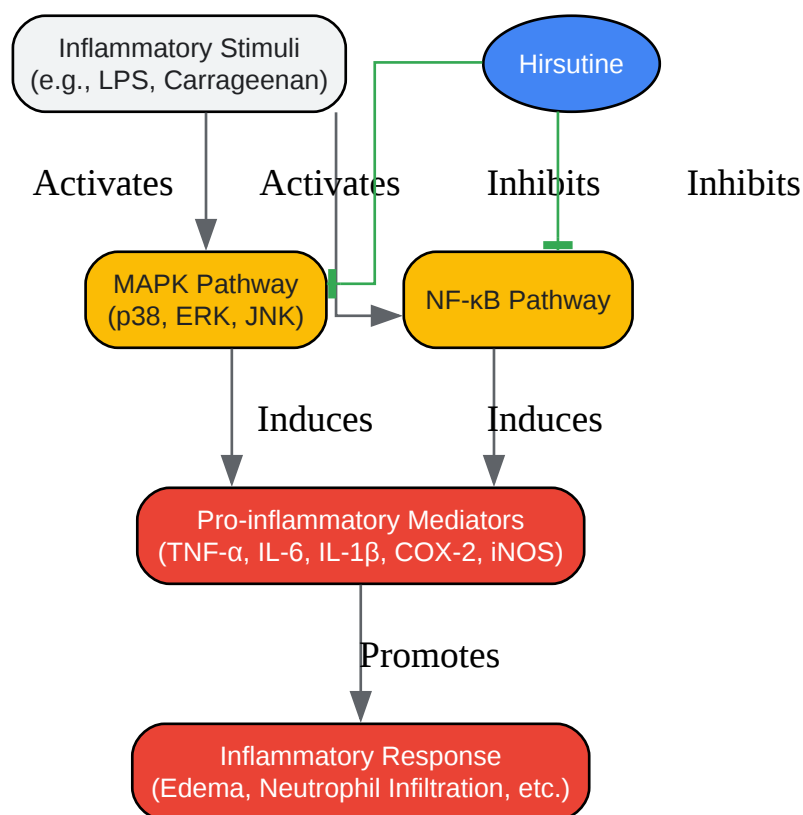 Inflammatory Stimuli
(e.g., LPS, Carrageenan)
Hirsutine
Activates
Activates
Inhibits
Inhibits
MAPK Pathway
(p38, ERK, JNK)
NF-κB Pathway
Induces
Induces
Pro-inflammatory Mediators
(TNF-α, IL-6, IL-1β, COX-2, iNOS)
Promotes
Inflammatory Response
(Edema, Neutrophil Infiltration, etc.)